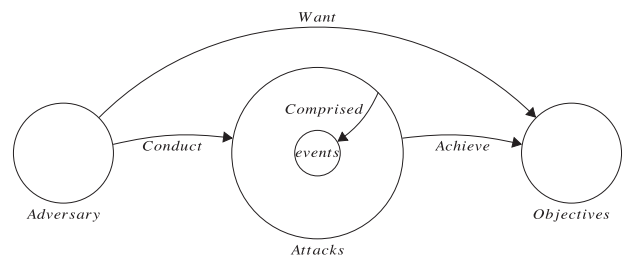 Want
Comprised
Conduct
events
Achieve
Adversary
Objectives
Attacks